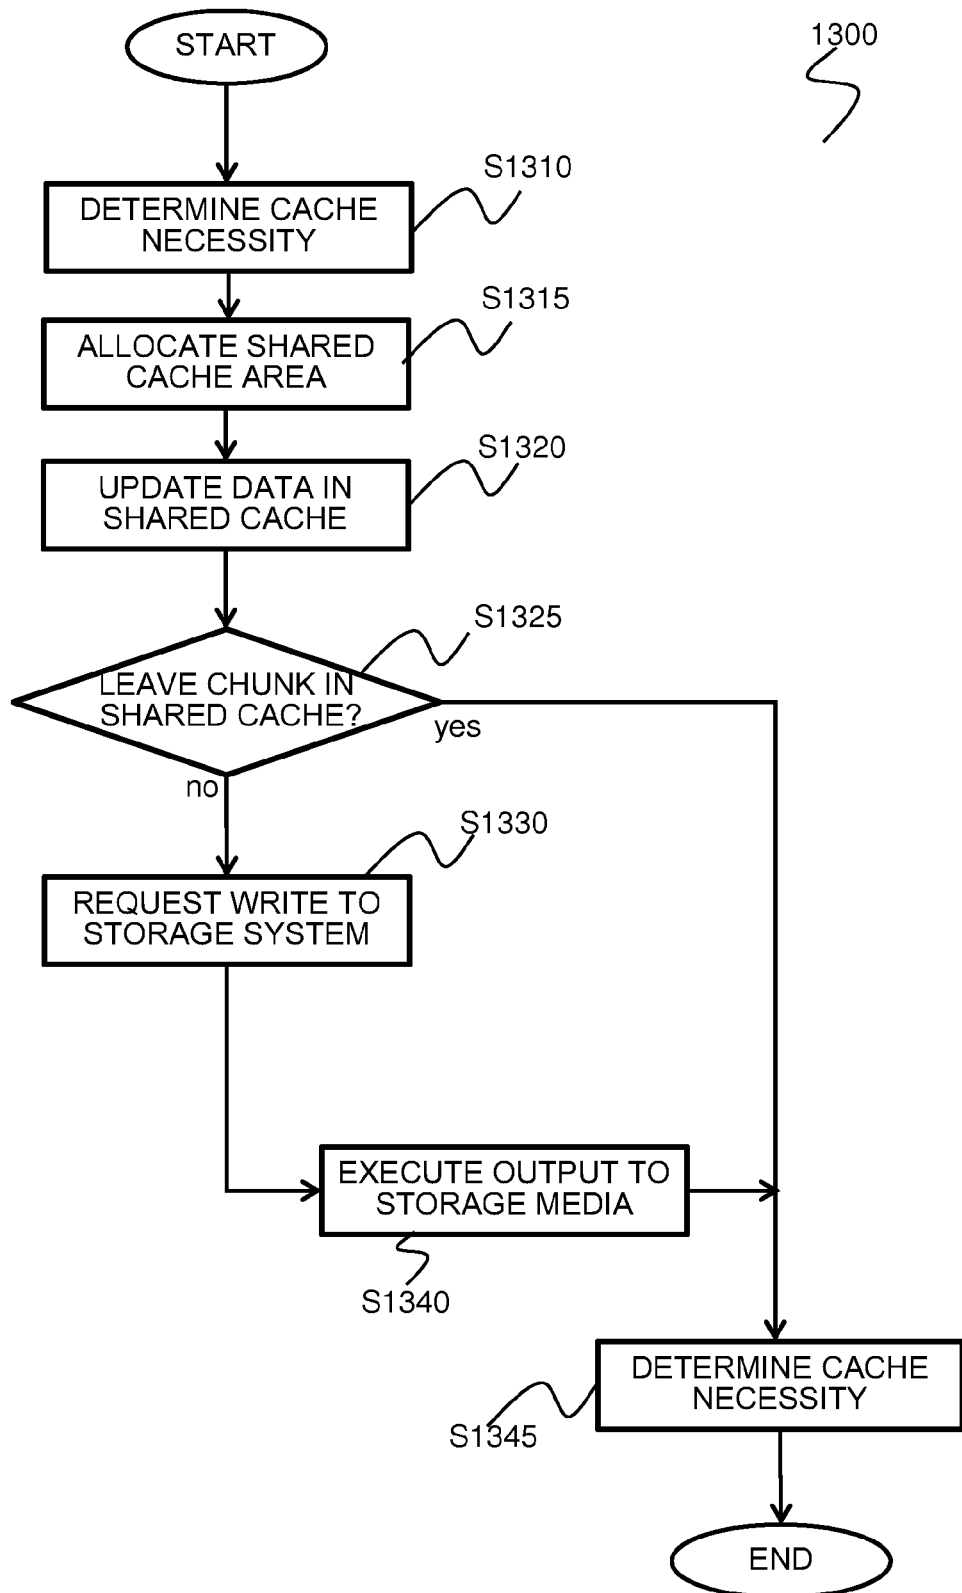 START
1300
S1310
DETERMINE CACHE
NECESSITY
S1315
ALLOCATE SHARED
CACHE AREA
S1320
UPDATE DATA IN
SHARED CACHE
S1325
LEAVE CHUNK IN
SHARED CACHE?
yes
no
S1330
REQUEST WRITE TO
STORAGE SYSTEM
EXECUTE OUTPUT TO
STORAGE MEDIA
S1340
DETERMINE CACHE
NECESSITY
S1345
END